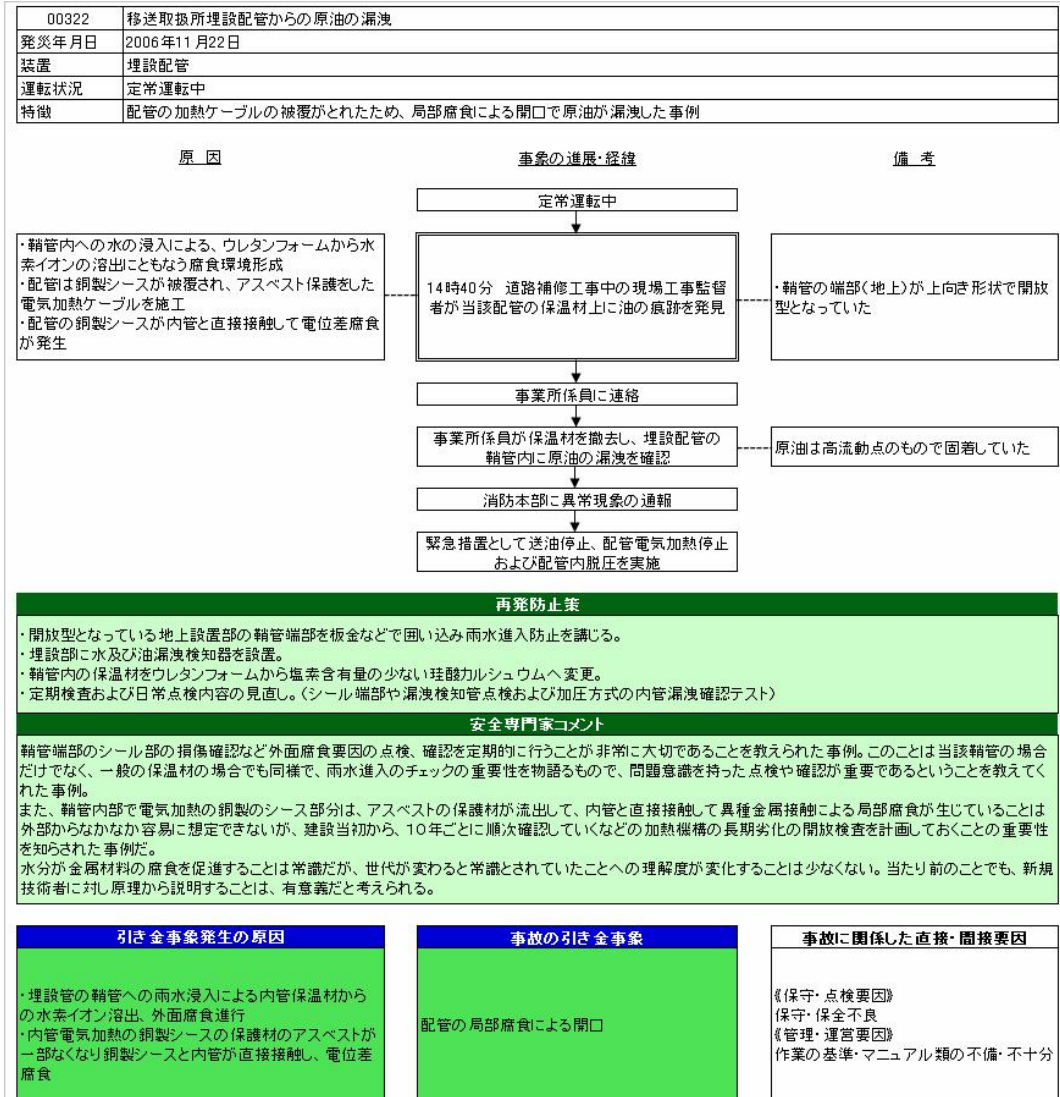 00322 移送取扱所埋設配管からの原油の漏洩
発災年月日 2006年11月22日
装置 埋設配管
運転状況 定常運転中
特徴 配管の加熱ケーブルの被覆がとれたため、局部腐食による開口で原油が漏洩した事例
原 因
事象の進展・経緯
備 考
定常運転中
・鞘管内への水の浸入による、ウレタンフォームから水
素イオンの溶出にともなう腐食環境形成
・配管は銅製シースが被覆され、アスベスト保護をした
電気加熱ケーブルを施工
・配管の銅製シースが内管と直接接触して電位差腐食
が発生
14時40分 道路補修工事中の現場工事監督
者が当該配管の保温材上に油の痕跡を発見
・鞘管の端部(地上)が上向き形状で開放
型となっていた
事業所係員に連絡
事業所係員が保温材を撤去し、埋設配管の
鞘管内に原油の漏洩を確認
原油は高流動点のもので固着していた
消防本部に異常現象の通報
緊急措置として送油停止、配管電気加熱停止
および配管内脱圧を実施
再発防止策
・開放型となっている地上設置部の鞘管端部を板金などで囲い込み雨水進入防止を講じる。
・埋設部に水及び油漏洩検知器を設置。
・鞘管内の保温材をウレタンフォームから塩素含有量の少ない珪酸カルシュウムへ変更。
・定期検査および日常点検内容の見直し。(シール端部や漏洩検知管点検および加圧方式の内管漏洩確認テスト)
安全専門家コメント
鞘管端部のシール部の損傷確認など外面腐食要因の点検、確認を定期的に行うことが非常に大切であることを教えられた事例。このことは当該鞘管の場合
だけでなく、一般の保温材の場合でも同様で、雨水進入のチェックの重要性を物語るもので、問題意識を持った点検や確認が重要であるということを教えてく
れた事例。
また、鞘管内部で電気加熱の銅製のシース部分は、アスベストの保護材が流出して、内管と直接接触して異種金属接触による局部腐食が生じていることは
外部からなかなか容易に想定できないが、建設当初から、10年ごとに順次確認していくなどの加熱機構の長期劣化の開放検査を計画しておくことの重要性
を知らされた事例だ。
水分が金属材料の腐食を促進することは常識だが、世代が変わると常識とされていたことへの理解度が変化することは少なくない。当たり前のことでも、新規
技術者に対し原理から説明することは、有意義だと考えられる。
引き金事象発生の原因
・埋設管の鞘管への雨水浸入による内管保温材から
の水素イオン溶出、外面腐食進行
・内管電気加熱の銅製シースの保護材のアスベストが
一部なくなり銅製シースと内管が直接接触し、電位差
腐食
事故の引き金事象
配管の局部腐食による開口
事故に関係した直接・間接要因
《保守・点検要因》
保守・保全不良
《管理・運営要因》
作業の基準・マニュアル類の不備・不十分